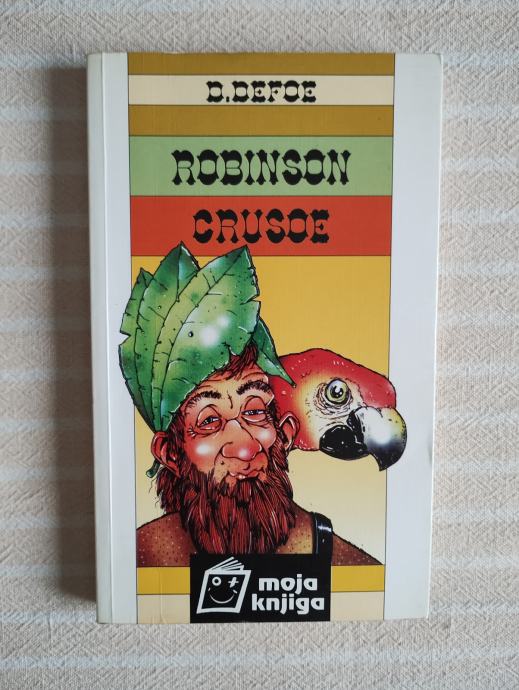 D.DEFOE
ROBINSON
CRUSOE
moja
knjiga